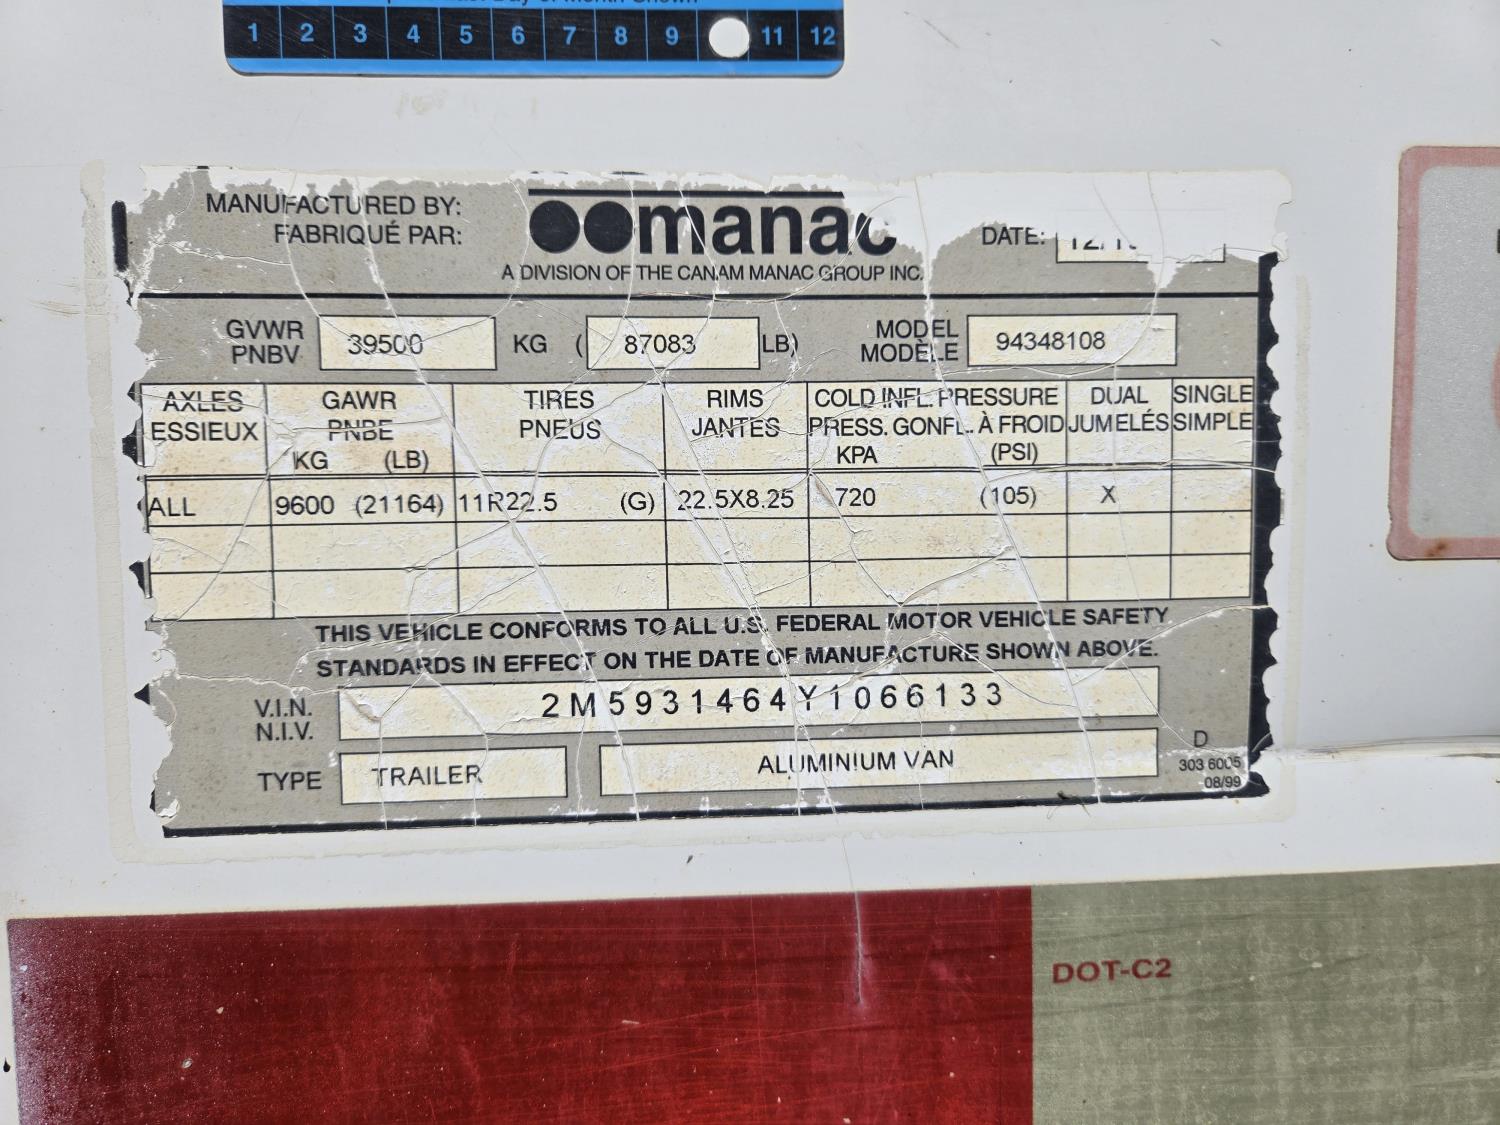 1 2 3 4 5 6 7 8 9 11 12
MANUFACTURED BY:
FABRIQUÉ PAR:
manac
A DIVISION OF THE CANAM MANAC GROUP INC.
DATE:
GVWR
PNBV
39500
KG
(
87083
LB)
MODEL
MODÈLE
94348108
AXLES
ESSIEUX
GAWR
PNBE
KG (LB)
TIRES
PNEUS
RIMS
JANTES
COLD INFL. PRESSURE
PRESS. GONFL. À FROID
KPA (PSI)
DUAL
JUMELÉS
SINGLE
SIMPLE
ALL 9600 (21164) 11R22.5 (G) 22.5X8.25 720 (105) X
THIS VEHICLE CONFORMS TO ALL U.S. FEDERAL MOTOR VEHICLE SAFETY
STANDARDS IN EFFECT ON THE DATE OF MANUFACTURE SHOWN ABOVE.
V.I.N.
N.I.V.
2M5931464Y1066133
TYPE
TRAILER
ALUMINIUM VAN
D
303 6005
08/99
DOT-C2